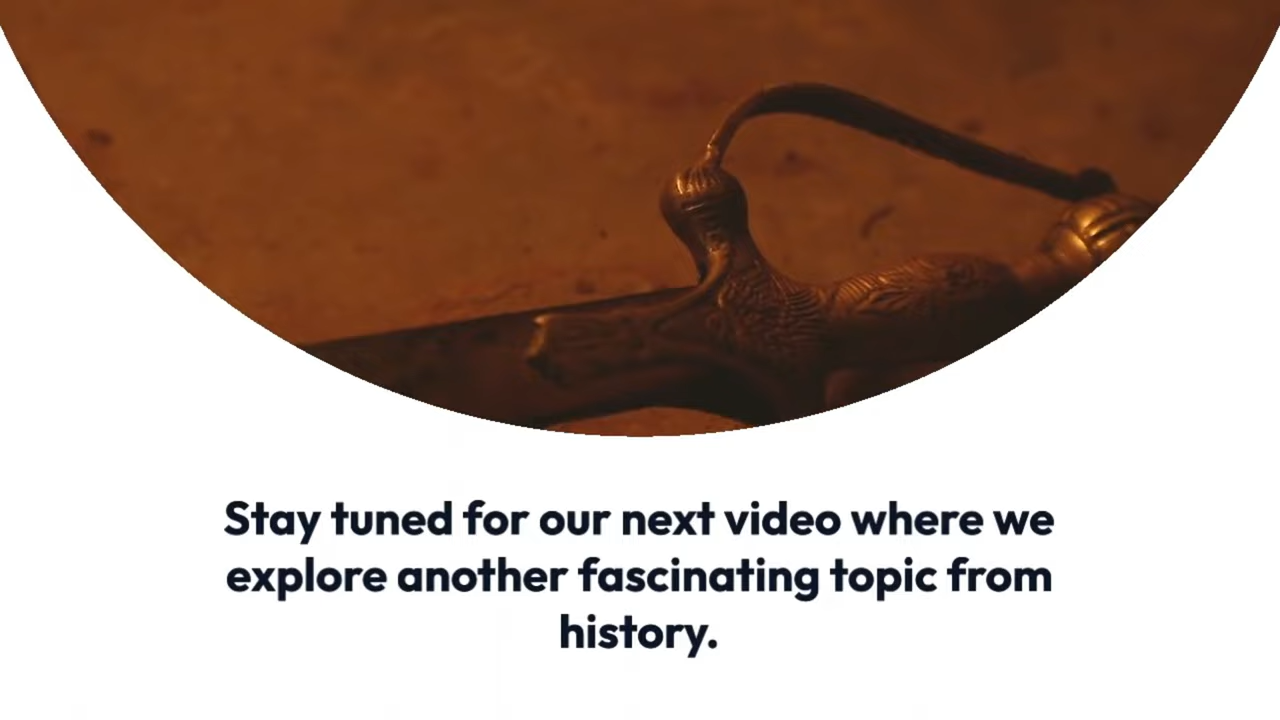 Stay tuned for our next video where we
explore another fascinating topic from
history.